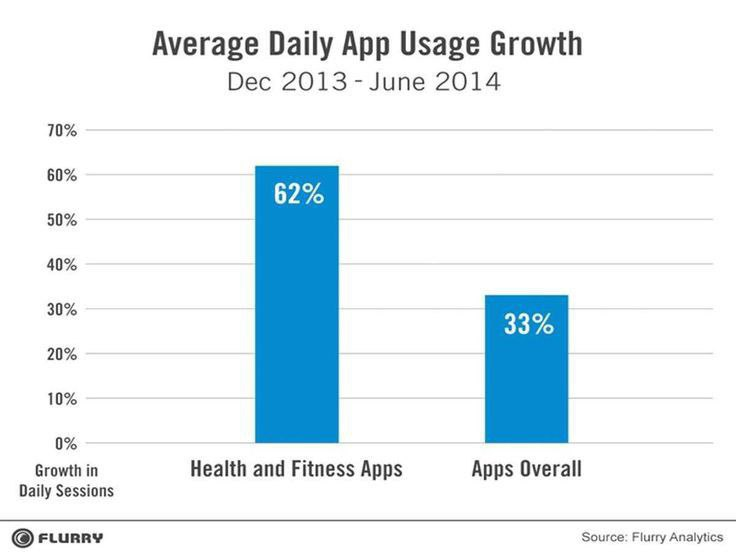 Average Daily App Usage Growth
Dec 2013 - June 2014
70%
60%
50%
40%
30%
20%
10%
0%
62%
33%
Growth in
Daily Sessions
Health and Fitness Apps
Apps Overall
FLURRY
Source: Flurry Analytics